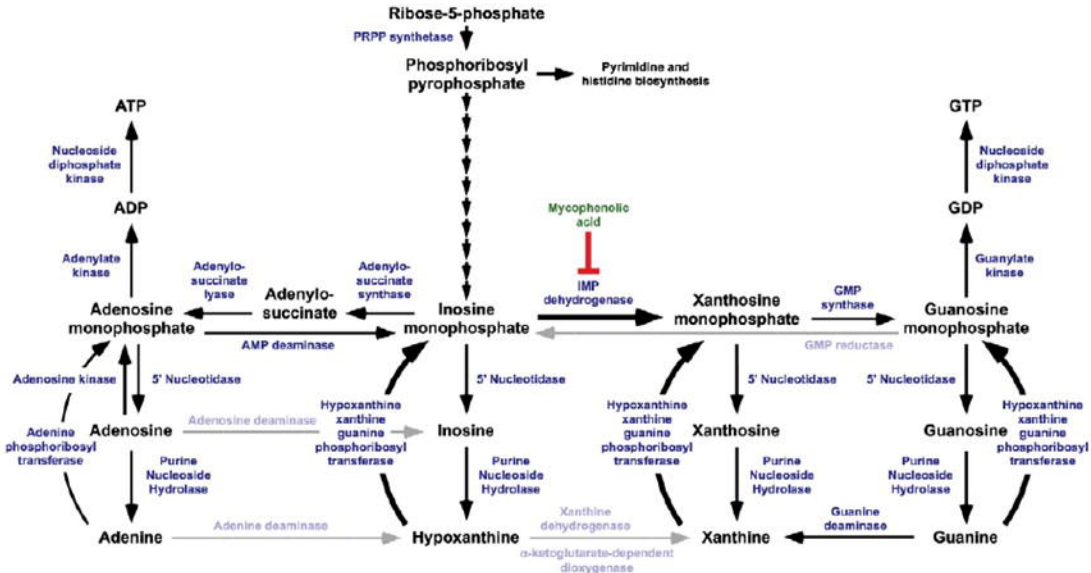 Ribose-5-phosphate
PRPP synthetase
Phosphoribosyl
pyrophosphate
Pyrimidine and
histidine biosynthesis
ATP
GTP
Nucleoside
diphosphate
kinase
Nucleoside
diphosphate
kinase
ADP
Mycophenolic
acid
GDP
Adenylate
kinase
Guanylate
kinase
Adenylo-
succinate
lyase
Adenylo-
succinate
synthase
IMP
dehydrogenase
GMP
synthase
Adenosine
monophosphate
Adenylo-
succinate
Inosine
monophosphate
Xanthosine
monophosphate
Guanosine
monophosphate
AMP deaminase
GMP reductase
Adenosine kinase
5' Nucleotidase
5' Nucleotidase
5' Nucleotidase
5' Nucleotidase
Adenine
phosphoribosyl
transferase
Hypoxanthine
xanthine
guanine
phosphoribosyl
transferase
Hypoxanthine
xanthine
guanine
phosphoribosyl
transferase
Hypoxanthine
xanthine
guanine
phosphoribosyl
transferase
Adenosine
Adenosine deaminase
Inosine
Xanthosine
Guanosine
Purine
Nucleoside
Hydrolase
Purine
Nucleoside
Hydrolase
Purine
Nucleoside
Hydrolase
Purine
Nucleoside
Hydrolase
Adenine
Adenine deaminase
Hypoxanthine
Xanthine
dehydrogenase
α-ketoglutarate-dependent
dioxygenase
Xanthine
Guanine
deaminase
Guanine